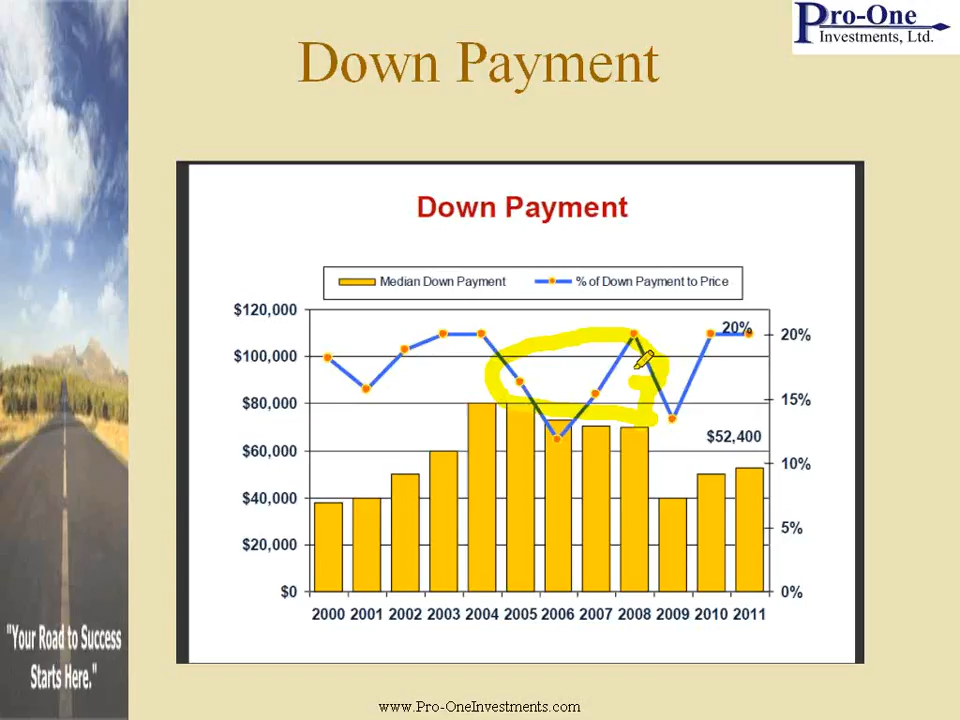 Pro-One
Investments, Ltd.
Down Payment
Down Payment
Median Down Payment
% of Down Payment to Price
$120,000
$100,000
$80,000
$60,000
$40,000
$20,000
$0
20%
$52,400
20%
15%
10%
5%
0%
2000 2001 2002 2003 2004 2005 2006 2007 2008 2009 2010 2011
"Your Road to Success
Starts Here."
www.Pro-OneInvestments.com